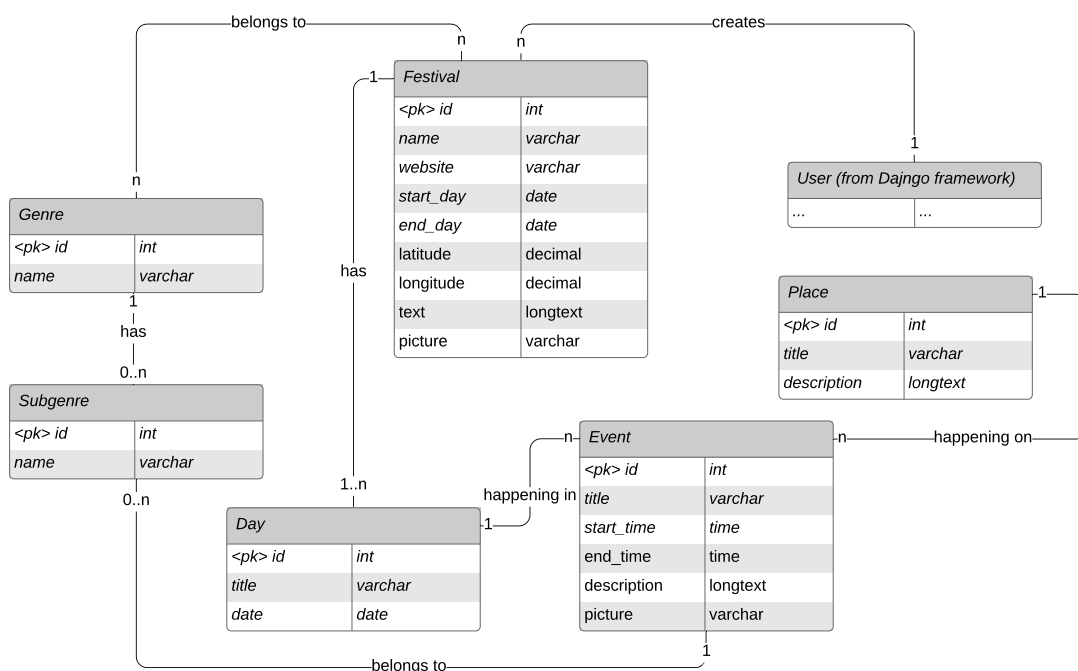 belongs to
creates
n
n
1
Festival
<pk> id int
name varchar
website varchar
start_day date
end_day date
latitude decimal
longitude decimal
text longtext
picture varchar
1
User (from Dajngo framework)
... ...
n
Genre
<pk> id int
name varchar
1
has
0..n
has
Place
<pk> id int
title varchar
description longtext
1
Subgenre
<pk> id int
name varchar
0..n
1..n
n
Event
<pk> id int
title varchar
start_time time
end_time time
description longtext
picture varchar
n
happening on
happening in
1
Day
<pk> id int
title varchar
date date
1
belongs to